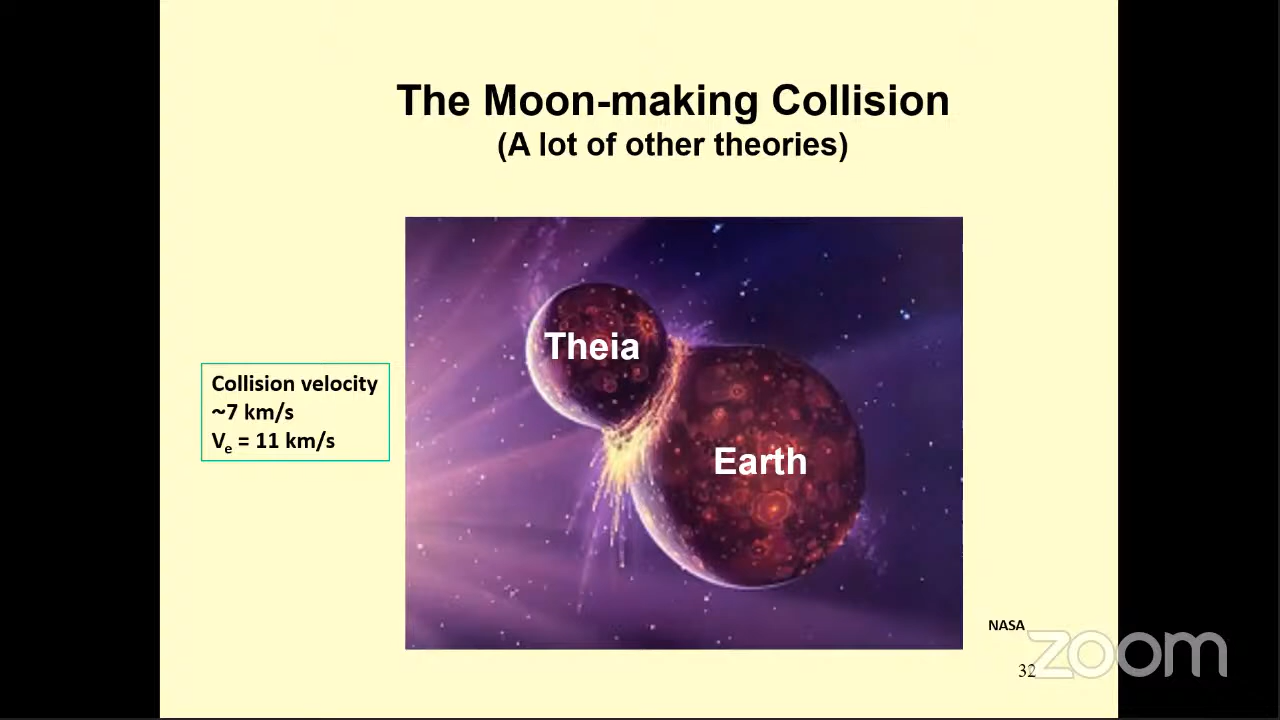 The Moon-making Collision
(A lot of other theories)
Theia
Collision velocity
~7 km/s
Ve = 11 km/s
Earth
NASA
zoom
32